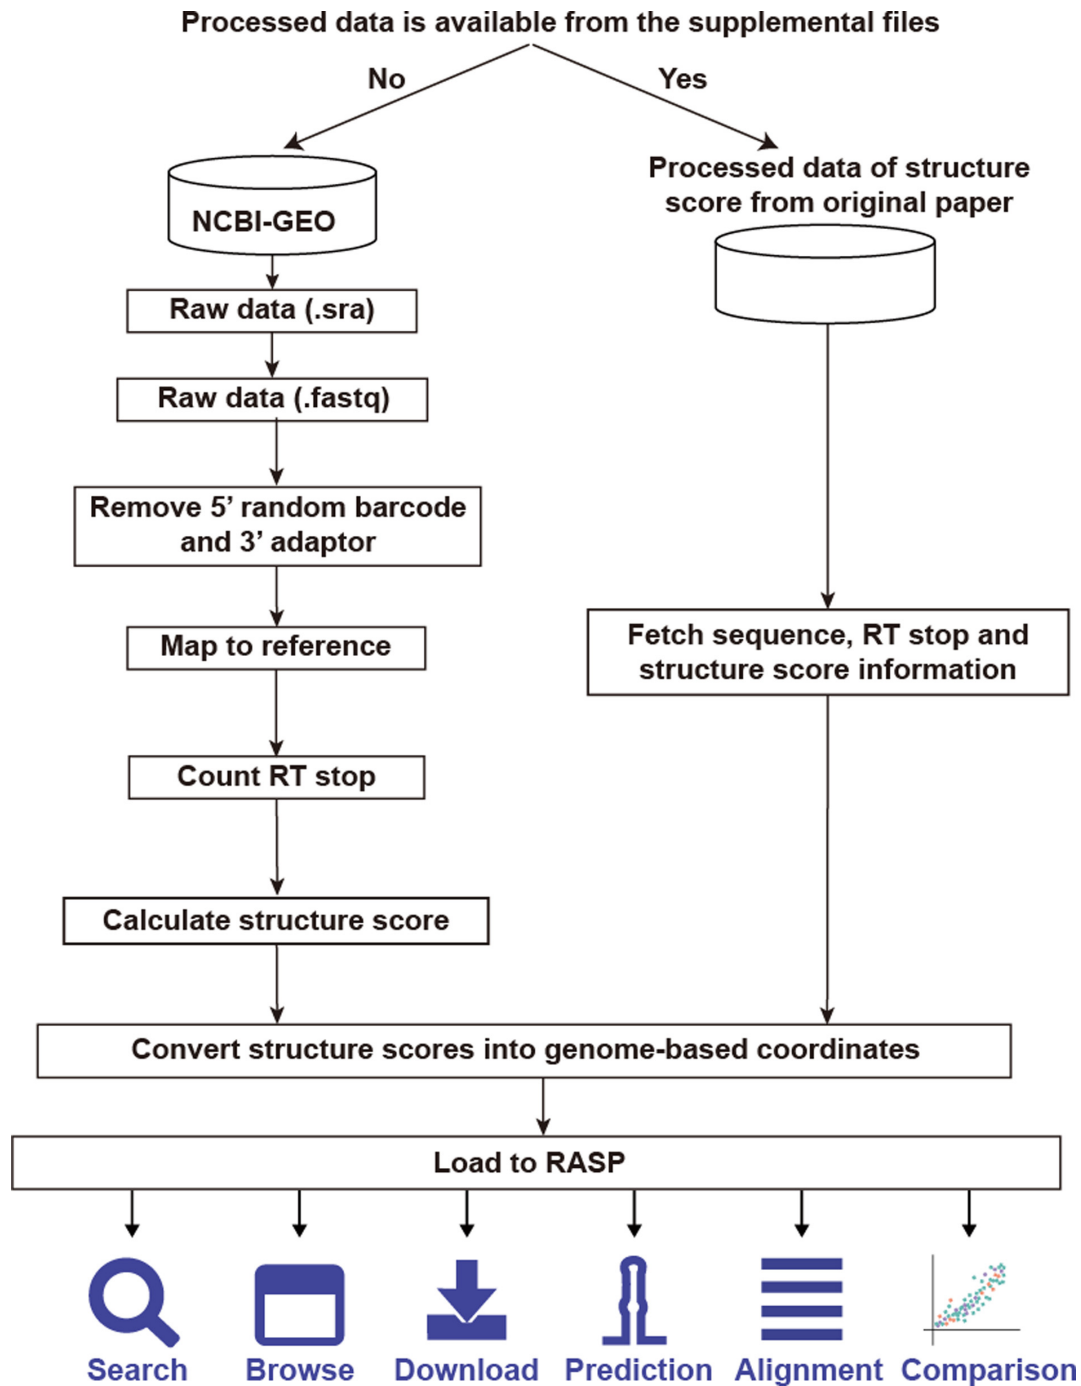 Processed data is available from the supplemental files
No
Yes
NCBI-GEO
Processed data of structure
score from original paper
Raw data (.sra)
Raw data (.fastq)
Remove 5’ random barcode
and 3’ adaptor
Map to reference
Fetch sequence, RT stop and
structure score information
Count RT stop
Calculate structure score
Convert structure scores into genome-based coordinates
Load to RASP
Search
Browse
Download
Prediction
Alignment
Comparison